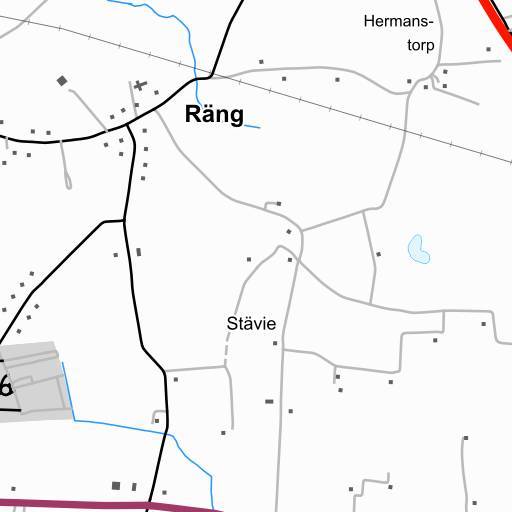 Hermans-
torp
Räng
Stävie
6